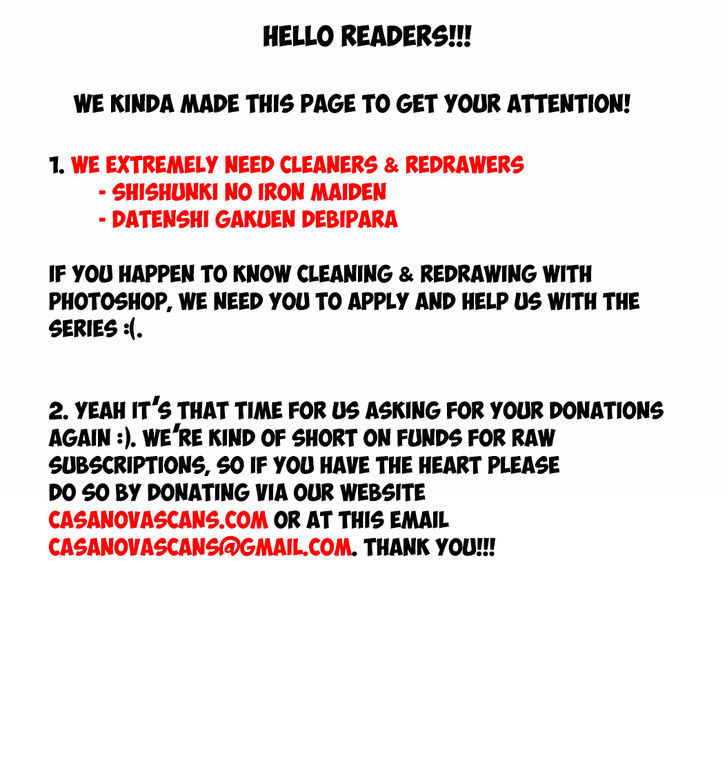 HELLO READERS!!!
WE KINDA MADE THIS PAGE TO GET YOUR ATTENTION!
1. WE EXTREMELY NEED CLEANERS & REDRAWERS
- SHISHUNKI NO IRON MAIDEN
- DATENSHI GAKUEN DEBIPARA
IF YOU HAPPEN TO KNOW CLEANING & REDRAWING WITH
PHOTOSHOP, WE NEED YOU TO APPLY AND HELP US WITH THE
SERIES :(.
2. YEAH IT'S THAT TIME FOR US ASKING FOR YOUR DONATIONS
AGAIN :). WE'RE KIND OF SHORT ON FUNDS FOR RAW
SUBSCRIPTIONS, SO IF YOU HAVE THE HEART PLEASE
DO SO BY DONATING VIA OUR WEBSITE
CASANOVASCANS.COM OR AT THIS EMAIL
CASANOVASCANS@GMAIL.COM. THANK YOU!!!